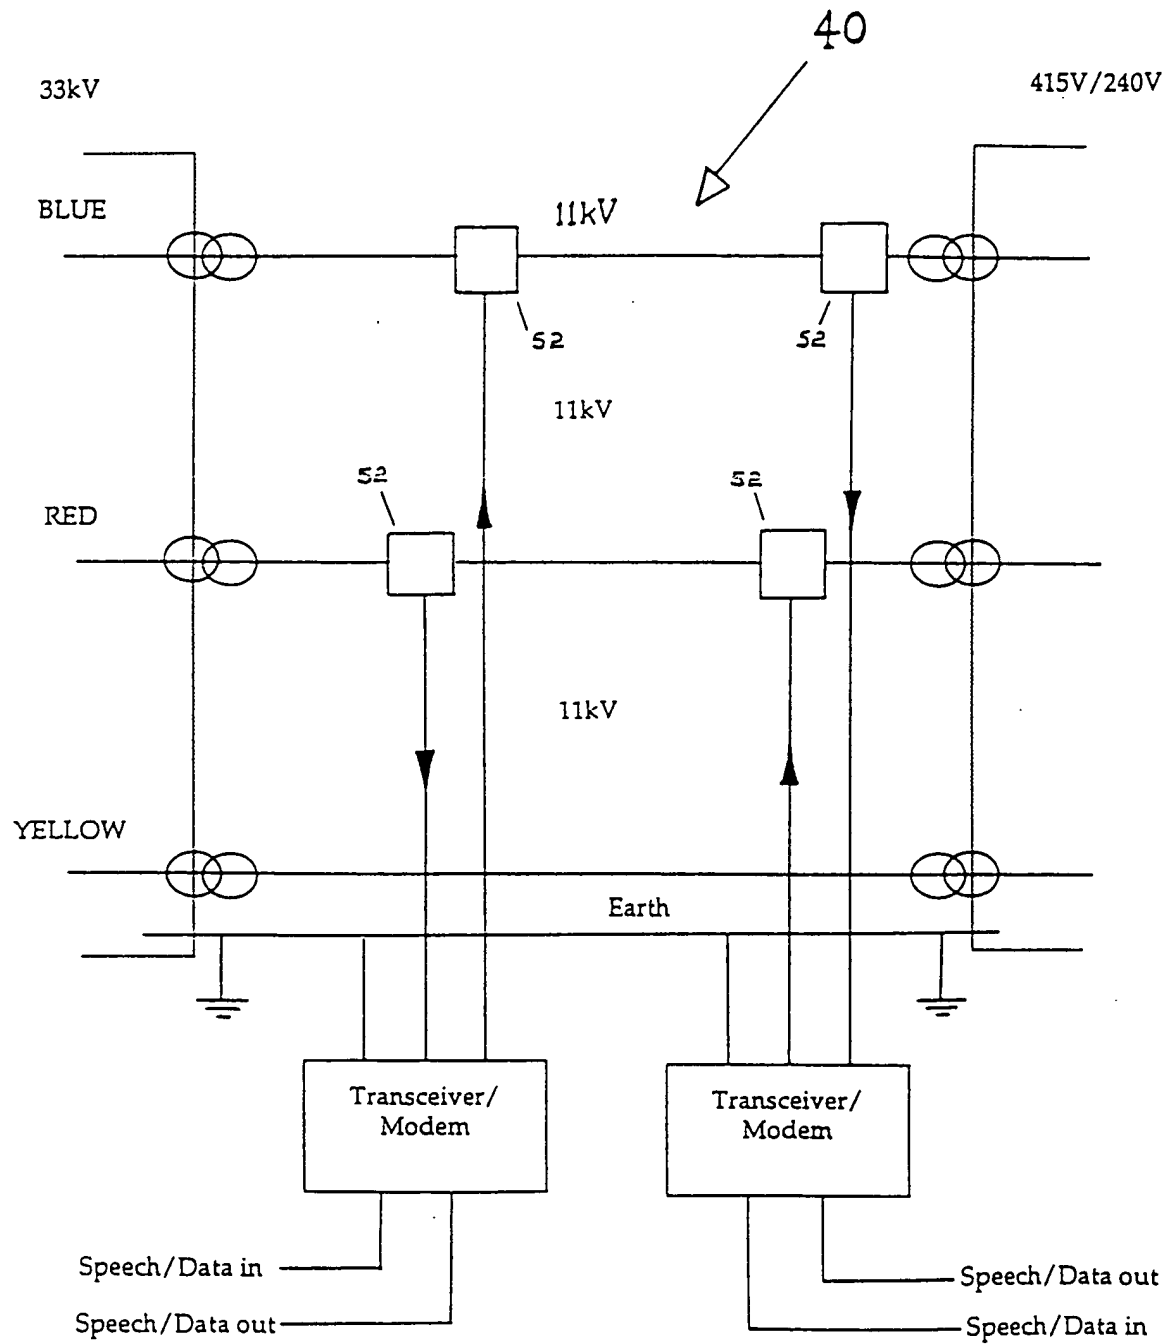 40
33kV
415V/240V
BLUE
11kV
52
52
11kV
52
52
RED
11kV
YELLOW
Earth
Transceiver/
Modem
Transceiver/
Modem
Speech/Data in
Speech/Data out
Speech/Data out
Speech/Data in